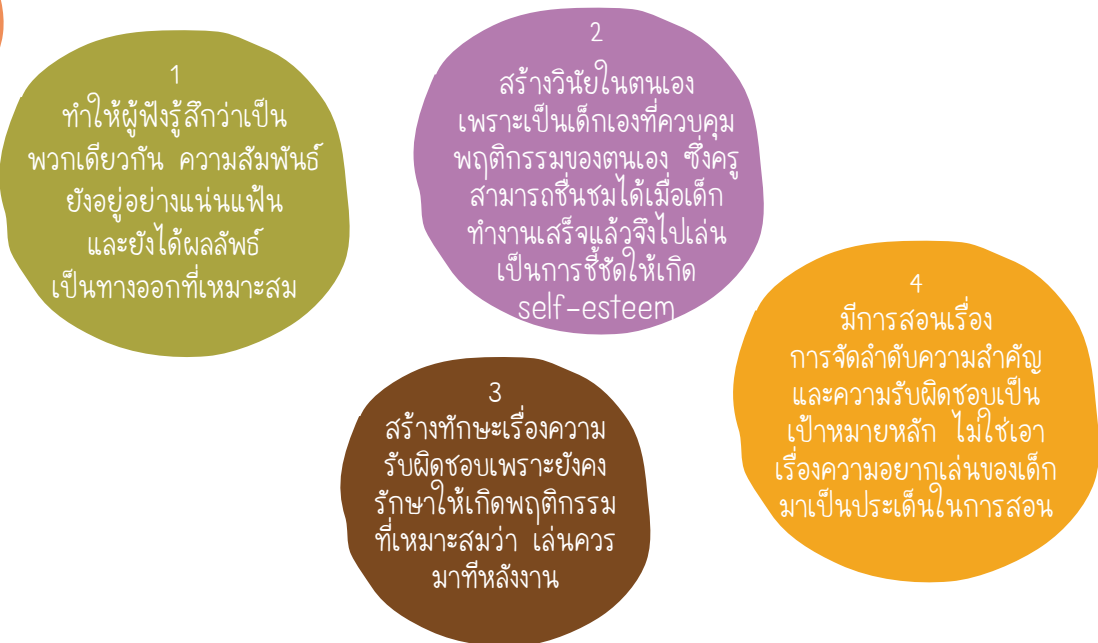 1
ทำให้ผู้ฟังรู้สึกว่าเป็น
พวกเดียวกัน ความสัมพันธ์
ยังอยู่อย่างแน่นแฟ้น
และยังได้ผลลัพธ์
เป็นทางออกที่เหมาะสม
2
สร้างวินัยในตนเอง
เพราะเป็นเด็กเองที่ควบคุม
พฤติกรรมของตนเอง ซึ่งครู
สามารถชื่นชมได้เมื่อเด็ก
ทำงานเสร็จแล้วจึงไปเล่น
เป็นการชี้ชัดให้เกิด
self-esteem
3
สร้างทักษะเรื่องความ
รับผิดชอบเพราะยังคง
รักษาให้เกิดพฤติกรรม
ที่เหมาะสมว่า เล่นควร
มาทีหลังงาน
4
มีการสอนเรื่อง
การจัดลำดับความสำคัญ
และความรับผิดชอบเป็น
เป้าหมายหลัก ไม่ใช่เอา
เรื่องความอยากเล่นของเด็ก
มาเป็นประเด็นในการสอน